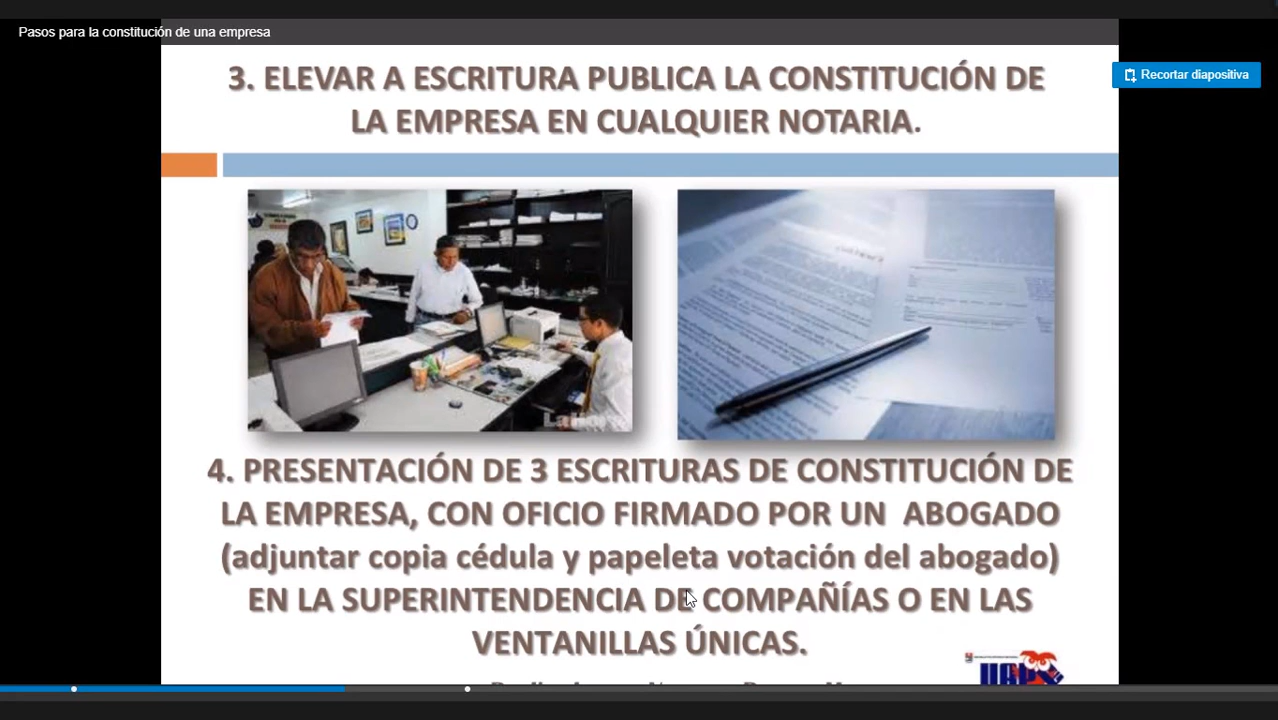 Pasos para la constitución de una empresa
Recortar diapositiva
3. ELEVAR A ESCRITURA PUBLICA LA CONSTITUCIÓN DE
LA EMPRESA EN CUALQUIER NOTARIA.
4. PRESENTACIÓN DE 3 ESCRITURAS DE CONSTITUCIÓN DE
LA EMPRESA, CON OFICIO FIRMADO POR UN ABOGADO
(adjuntar copia cédula y papeleta votación del abogado)
EN LA SUPERINTENDENCIA DE COMPAÑÍAS O EN LAS
VENTANILLAS ÚNICAS.